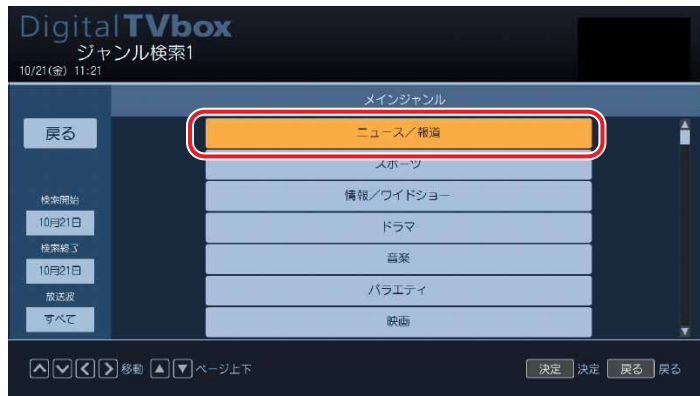 DigitalTVbox
ジャンル検索1
10/21(金) 11:21
メインジャンル
戻る
ニュース／報道
スポーツ
情報／ワイドショー
ドラマ
音楽
バラエティ
映画
検索開始
10月21日
検索終了
10月21日
放送波
すべて
移動 ページ上下
決定 決定 戻る 戻る